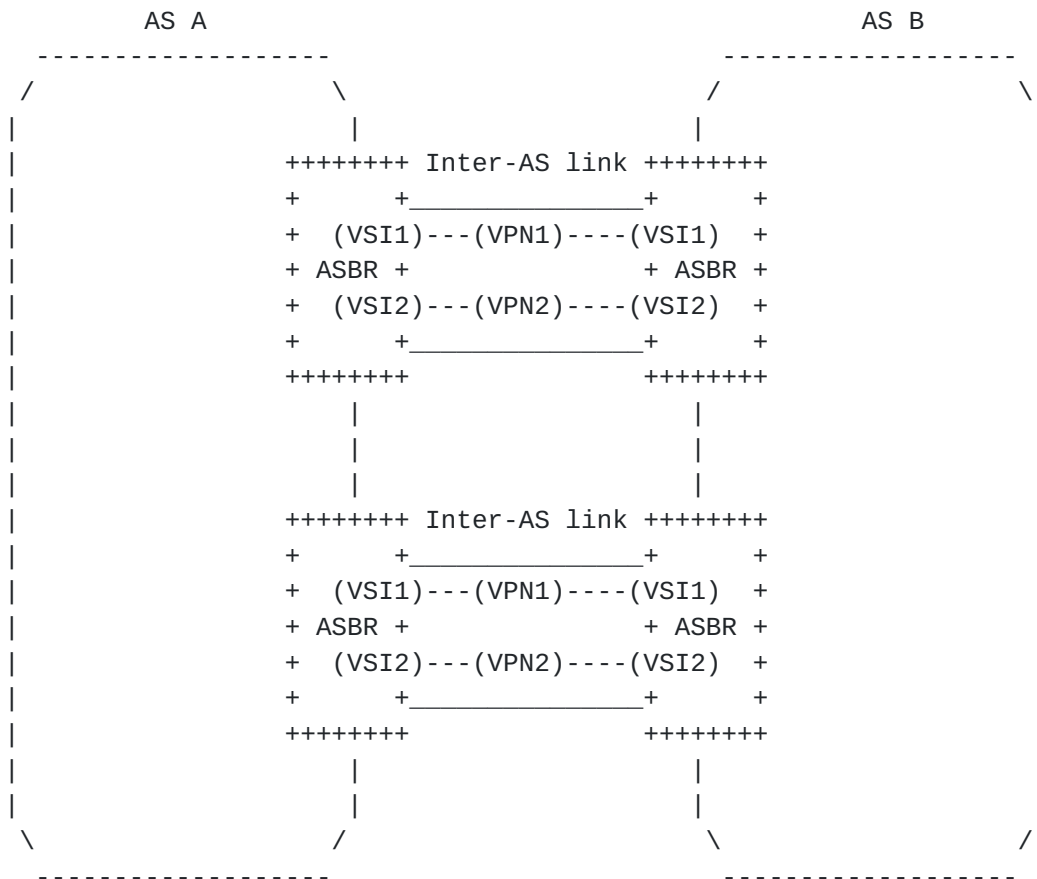 AS A AS B
++++++++ Inter-AS link ++++++++
(VSI1)---(VPN1)----(VSI1)
+ ASBR + + ASBR +
(VSI2)---(VPN2)----(VSI2)
++++++++ Inter-AS link ++++++++
(VSI1)---(VPN1)----(VSI1)
+ ASBR + + ASBR +
(VSI2)---(VPN2)----(VSI2)